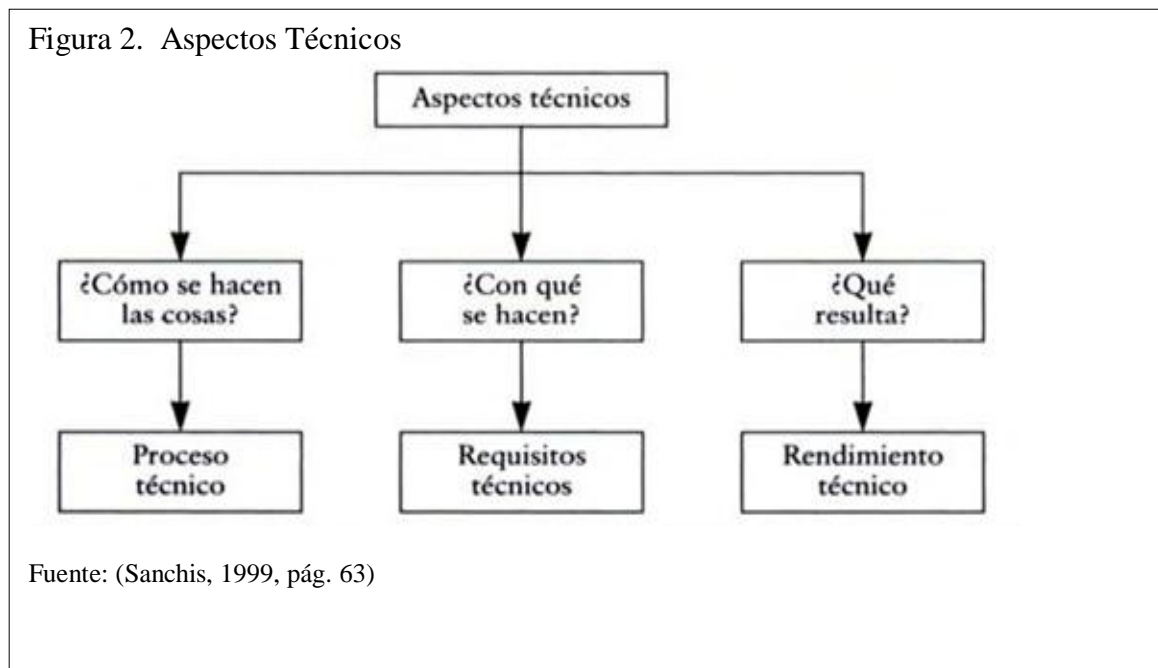 Figura 2. Aspectos Técnicos
Aspectos técnicos
¿Cómo se hacen
las cosas?
¿Con qué
se hacen?
¿Qué
resulta?
Proceso
técnico
Requisitos
técnicos
Rendimiento
técnico
Fuente: (Sanchis, 1999, pág. 63)